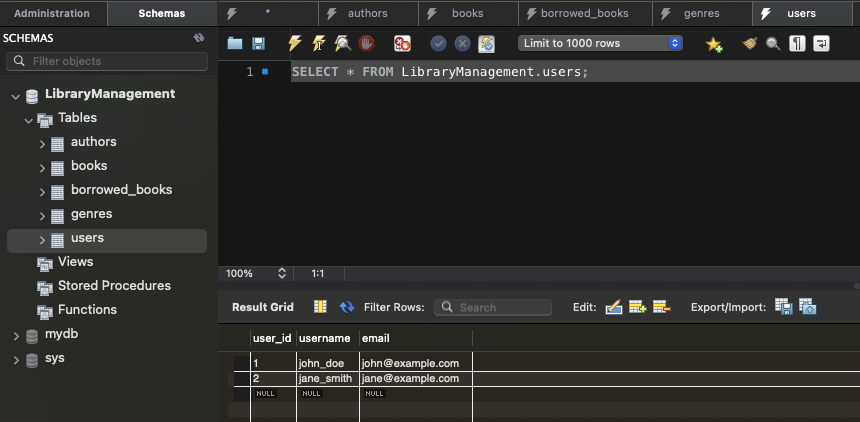 Administration Schemas * authors books borrowed_books genres users
SCHEMAS
Filter objects
Limit to 1000 rows
1 SELECT * FROM LibraryManagement.users;
LibraryManagement
Tables
authors
books
borrowed_books
genres
users
Views
Stored Procedures
Functions
mydb
sys
100% 1:1
Result Grid Filter Rows: Search Edit: Export/Import:
user_id username email
1 john_doe john@example.com
2 jane_smith jane@example.com
NULL NULL NULL